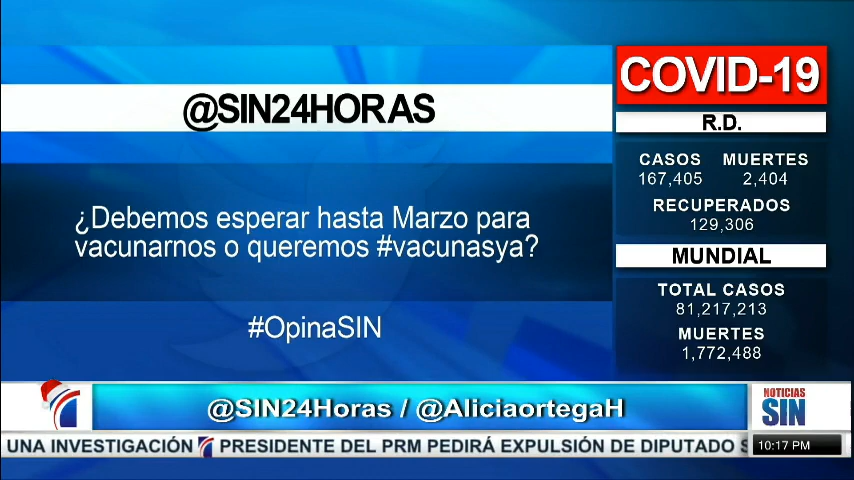 @SIN24HORAS
¿Debemos esperar hasta Marzo para
vacunarnos o queremos #vacunasya?
#OpinaSIN
COVID-19
R.D.
CASOS MUERTES
167,405 2,404
RECUPERADOS
129,306
MUNDIAL
TOTAL CASOS
81,217,213
MUERTES
1,772,488
@SIN24Horas / @AliciaortegaH
NOTICIAS
SIN
UNA INVESTIGACIÓN PRESIDENTE DEL PRM PEDIRÁ EXPULSIÓN DE DIPUTADO
10:17 PM